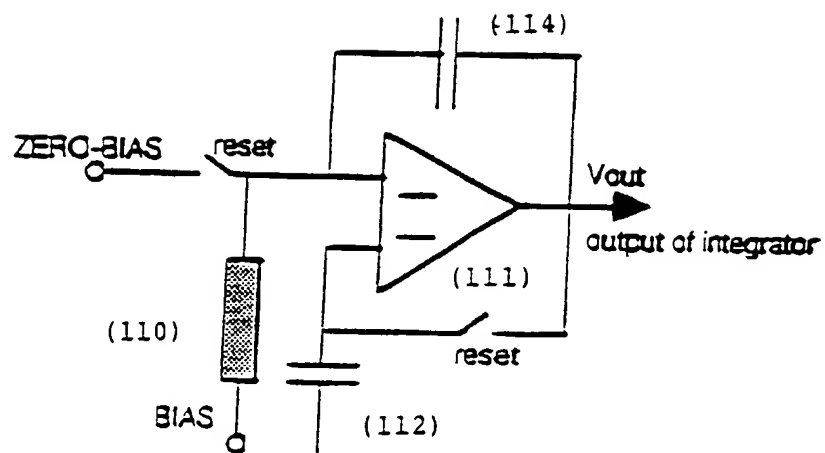 (114)
ZERO-BIAS
reset
Vout
output of integrator
(111)
(110)
reset
BIAS
(112)